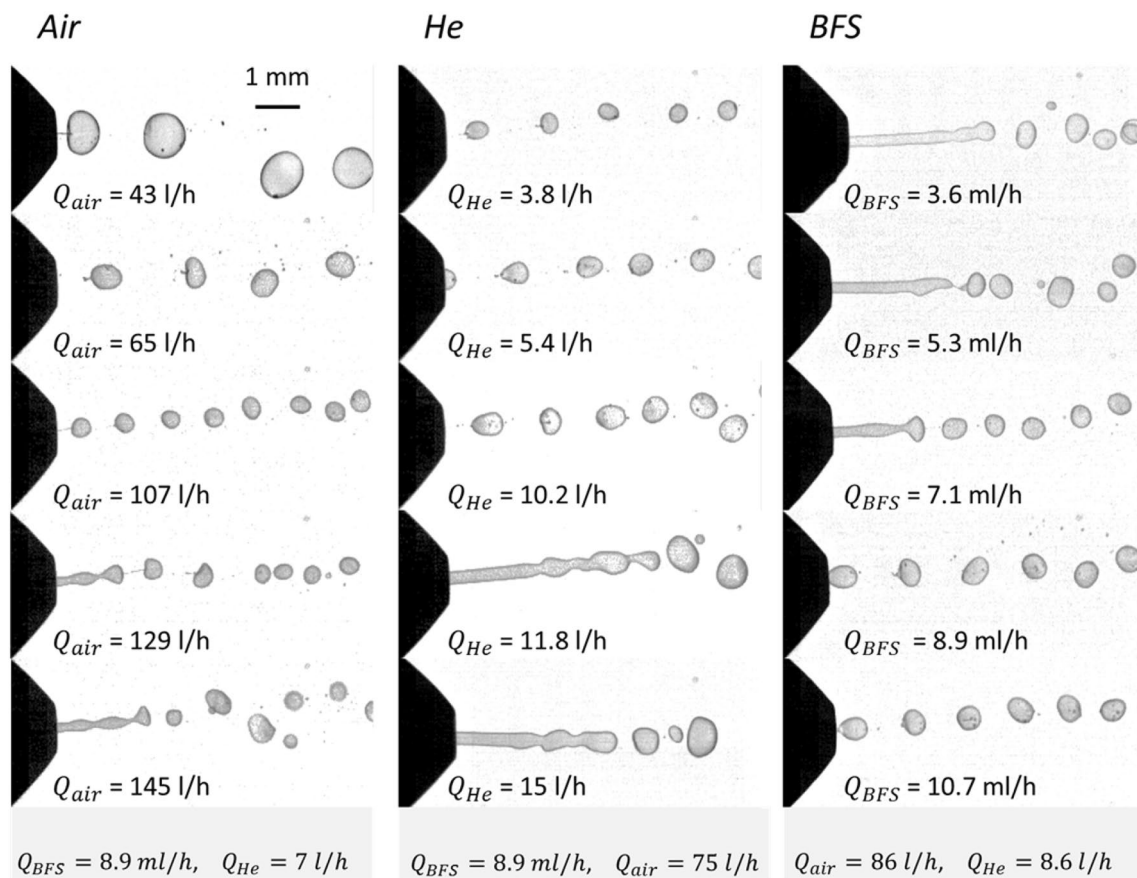 Air
He
BFS
1 mm
Q_air = 43 l/h
Q_He = 3.8 l/h
Q_BFS = 3.6 ml/h
Q_air = 65 l/h
Q_He = 5.4 l/h
Q_BFS = 5.3 ml/h
Q_air = 107 l/h
Q_He = 10.2 l/h
Q_BFS = 7.1 ml/h
Q_air = 129 l/h
Q_He = 11.8 l/h
Q_BFS = 8.9 ml/h
Q_air = 145 l/h
Q_He = 15 l/h
Q_BFS = 10.7 ml/h
Q_BFS = 8.9 ml/h, Q_He = 7 l/h
Q_BFS = 8.9 ml/h, Q_air = 75 l/h
Q_air = 86 l/h, Q_He = 8.6 l/h